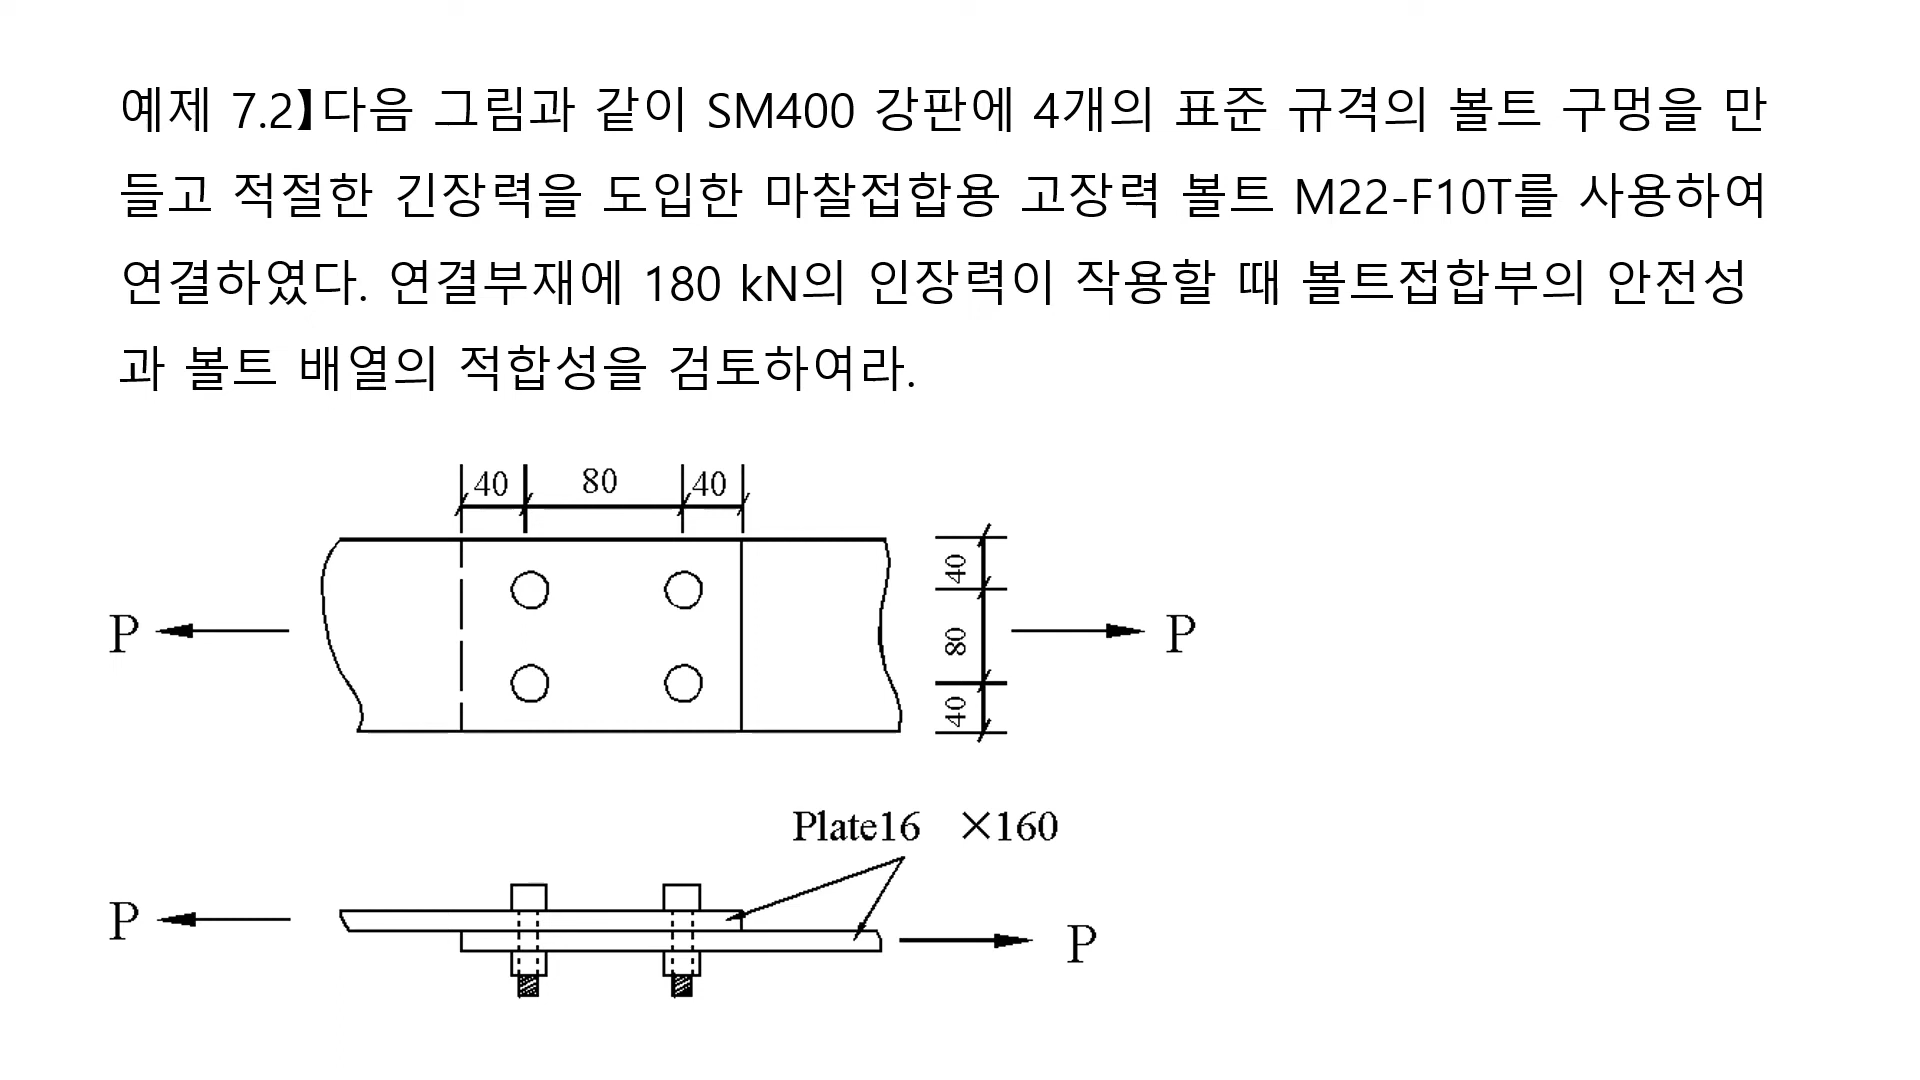 예제 7.2】다음 그림과 같이 SM400 강판에 4개의 표준 규격의 볼트 구멍을 만
들고 적절한 긴장력을 도입한 마찰접합용 고장력 볼트 M22-F10T를 사용하여
연결하였다. 연결부재에 180 kN의 인장력이 작용할 때 볼트접합부의 안전성
과 볼트 배열의 적합성을 검토하여라.
40 80 40
40
80
40
P P
Plate16 ×160
P P